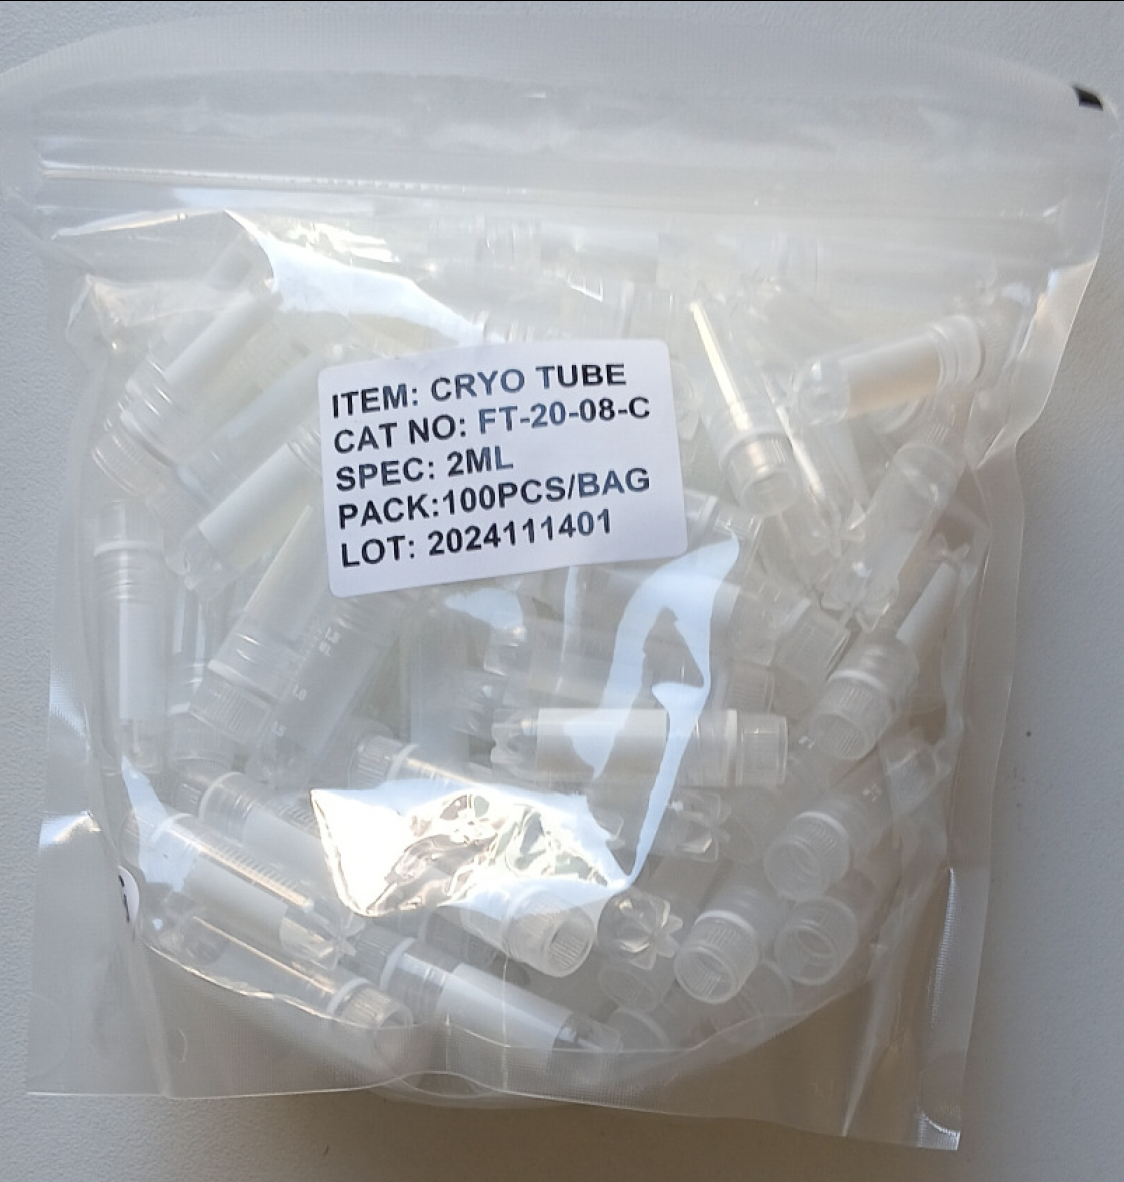 ITEM: CRYO TUBE
CAT NO: FT-20-08-C
SPEC: 2ML
PACK:100PCS/BAG
LOT: 2024111401